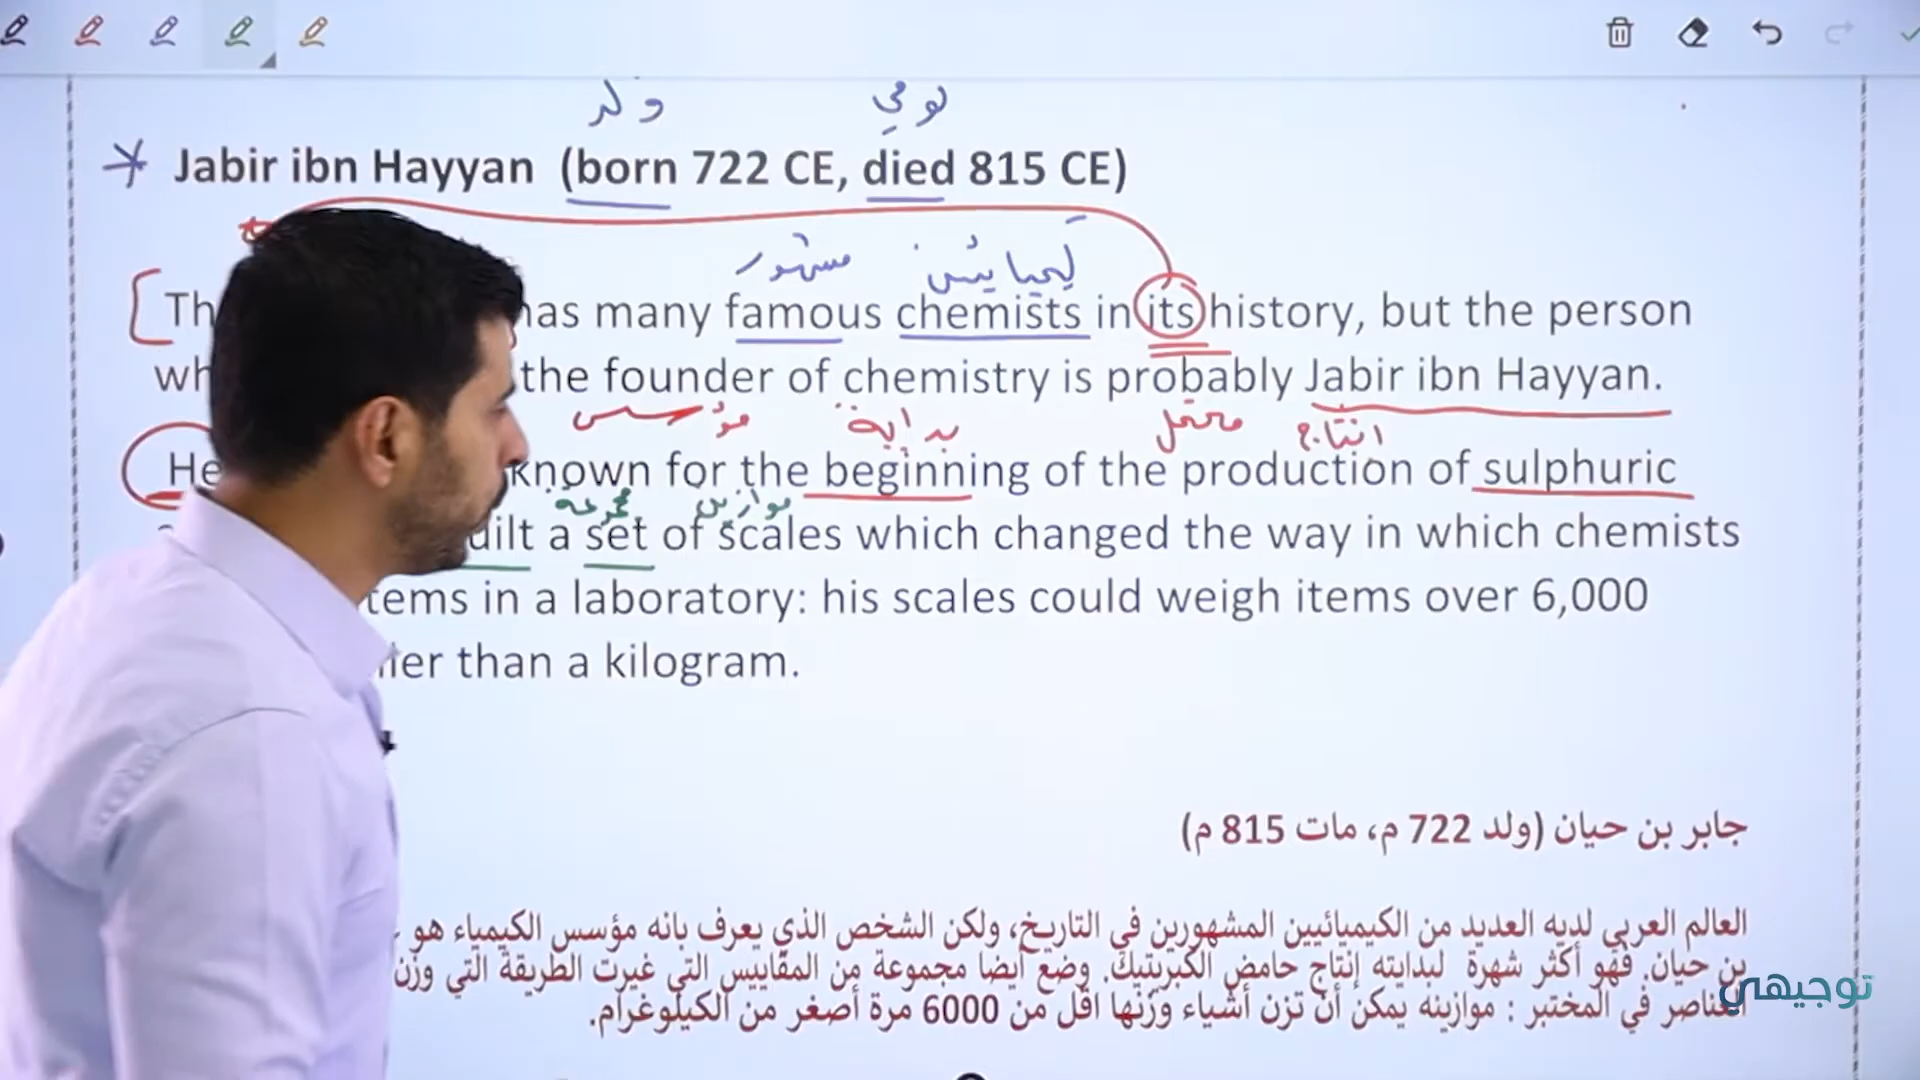 ولد توفي
Jabir ibn Hayyan (born 722 CE, died 815 CE)
مشهور
Th has many famous chemists in its history, but the person
wh the founder of chemistry is probably Jabir ibn Hayyan.
مؤسس بداية محتمل انتاج
He known for the beginning of the production of sulphuric
مجموعة موازين
uilt a set of scales which changed the way in which chemists
tems in a laboratory: his scales could weigh items over 6,000
ller than a kilogram.
جابر بن حيان (ولد 722 م، مات 815 م)
العالم العربي لديه العديد من الكيميائيين المشهورين في التاريخ، ولكن الشخص الذي يعرف بانه مؤسس الكيمياء هو
بن حيان. فهو أكثر شهرة لبدايته إنتاج حامض الكبريتيك. وضع أيضا مجموعة من المقاييس التي غيرت الطريقة التي وزن
العناصر في المختبر : موازينه يمكن أن تزن أشياء وزنها اقل من 6000 مرة أصغر من الكيلوغرام.
توجيهي